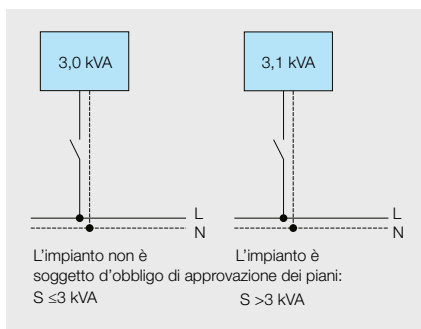 3,0 kVA
3,1 kVA
L
N
L
N
L'impianto non è
L'impianto è
soggetto d'obbligo di approvazione dei piani:
S ≤3 kVA
S >3 kVA